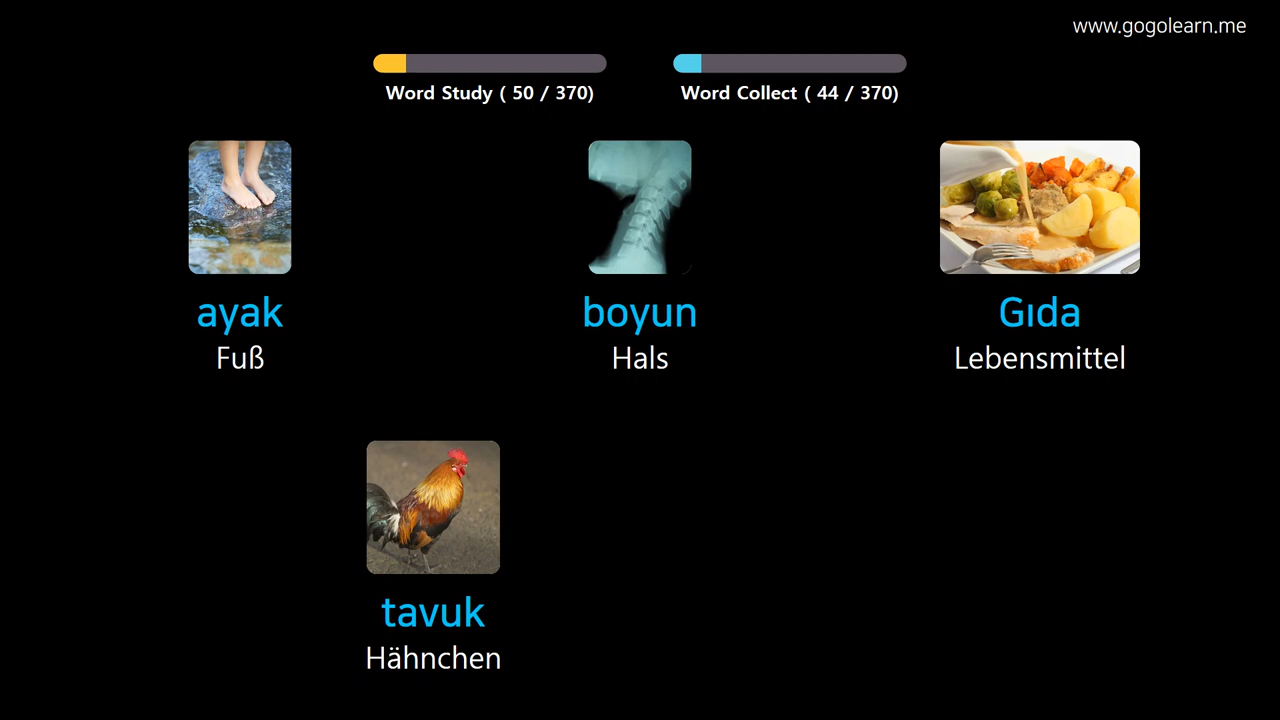 www.gogolearn.me
Word Study ( 50 / 370)
Word Collect ( 44 / 370)
ayak
Fuß
boyun
Hals
Gıda
Lebensmittel
tavuk
Hähnchen